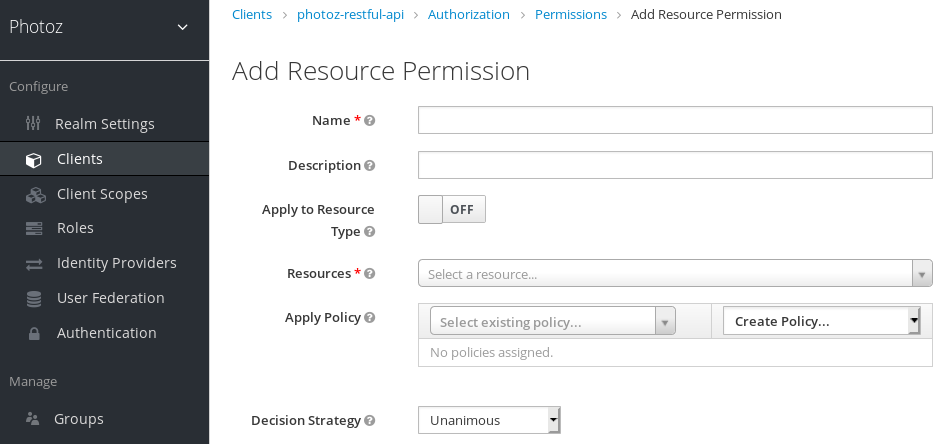 Photoz
Configure
Realm Settings
Clients
Client Scopes
Roles
Identity Providers
User Federation
Authentication
Manage
Groups
Clients > photoz-restful-api > Authorization > Permissions > Add Resource Permission
Add Resource Permission
Name *
Description
Apply to Resource
Type
OFF
Resources *
Select a resource...
Apply Policy
Select existing policy...
Create Policy...
No policies assigned.
Decision Strategy
Unanimous